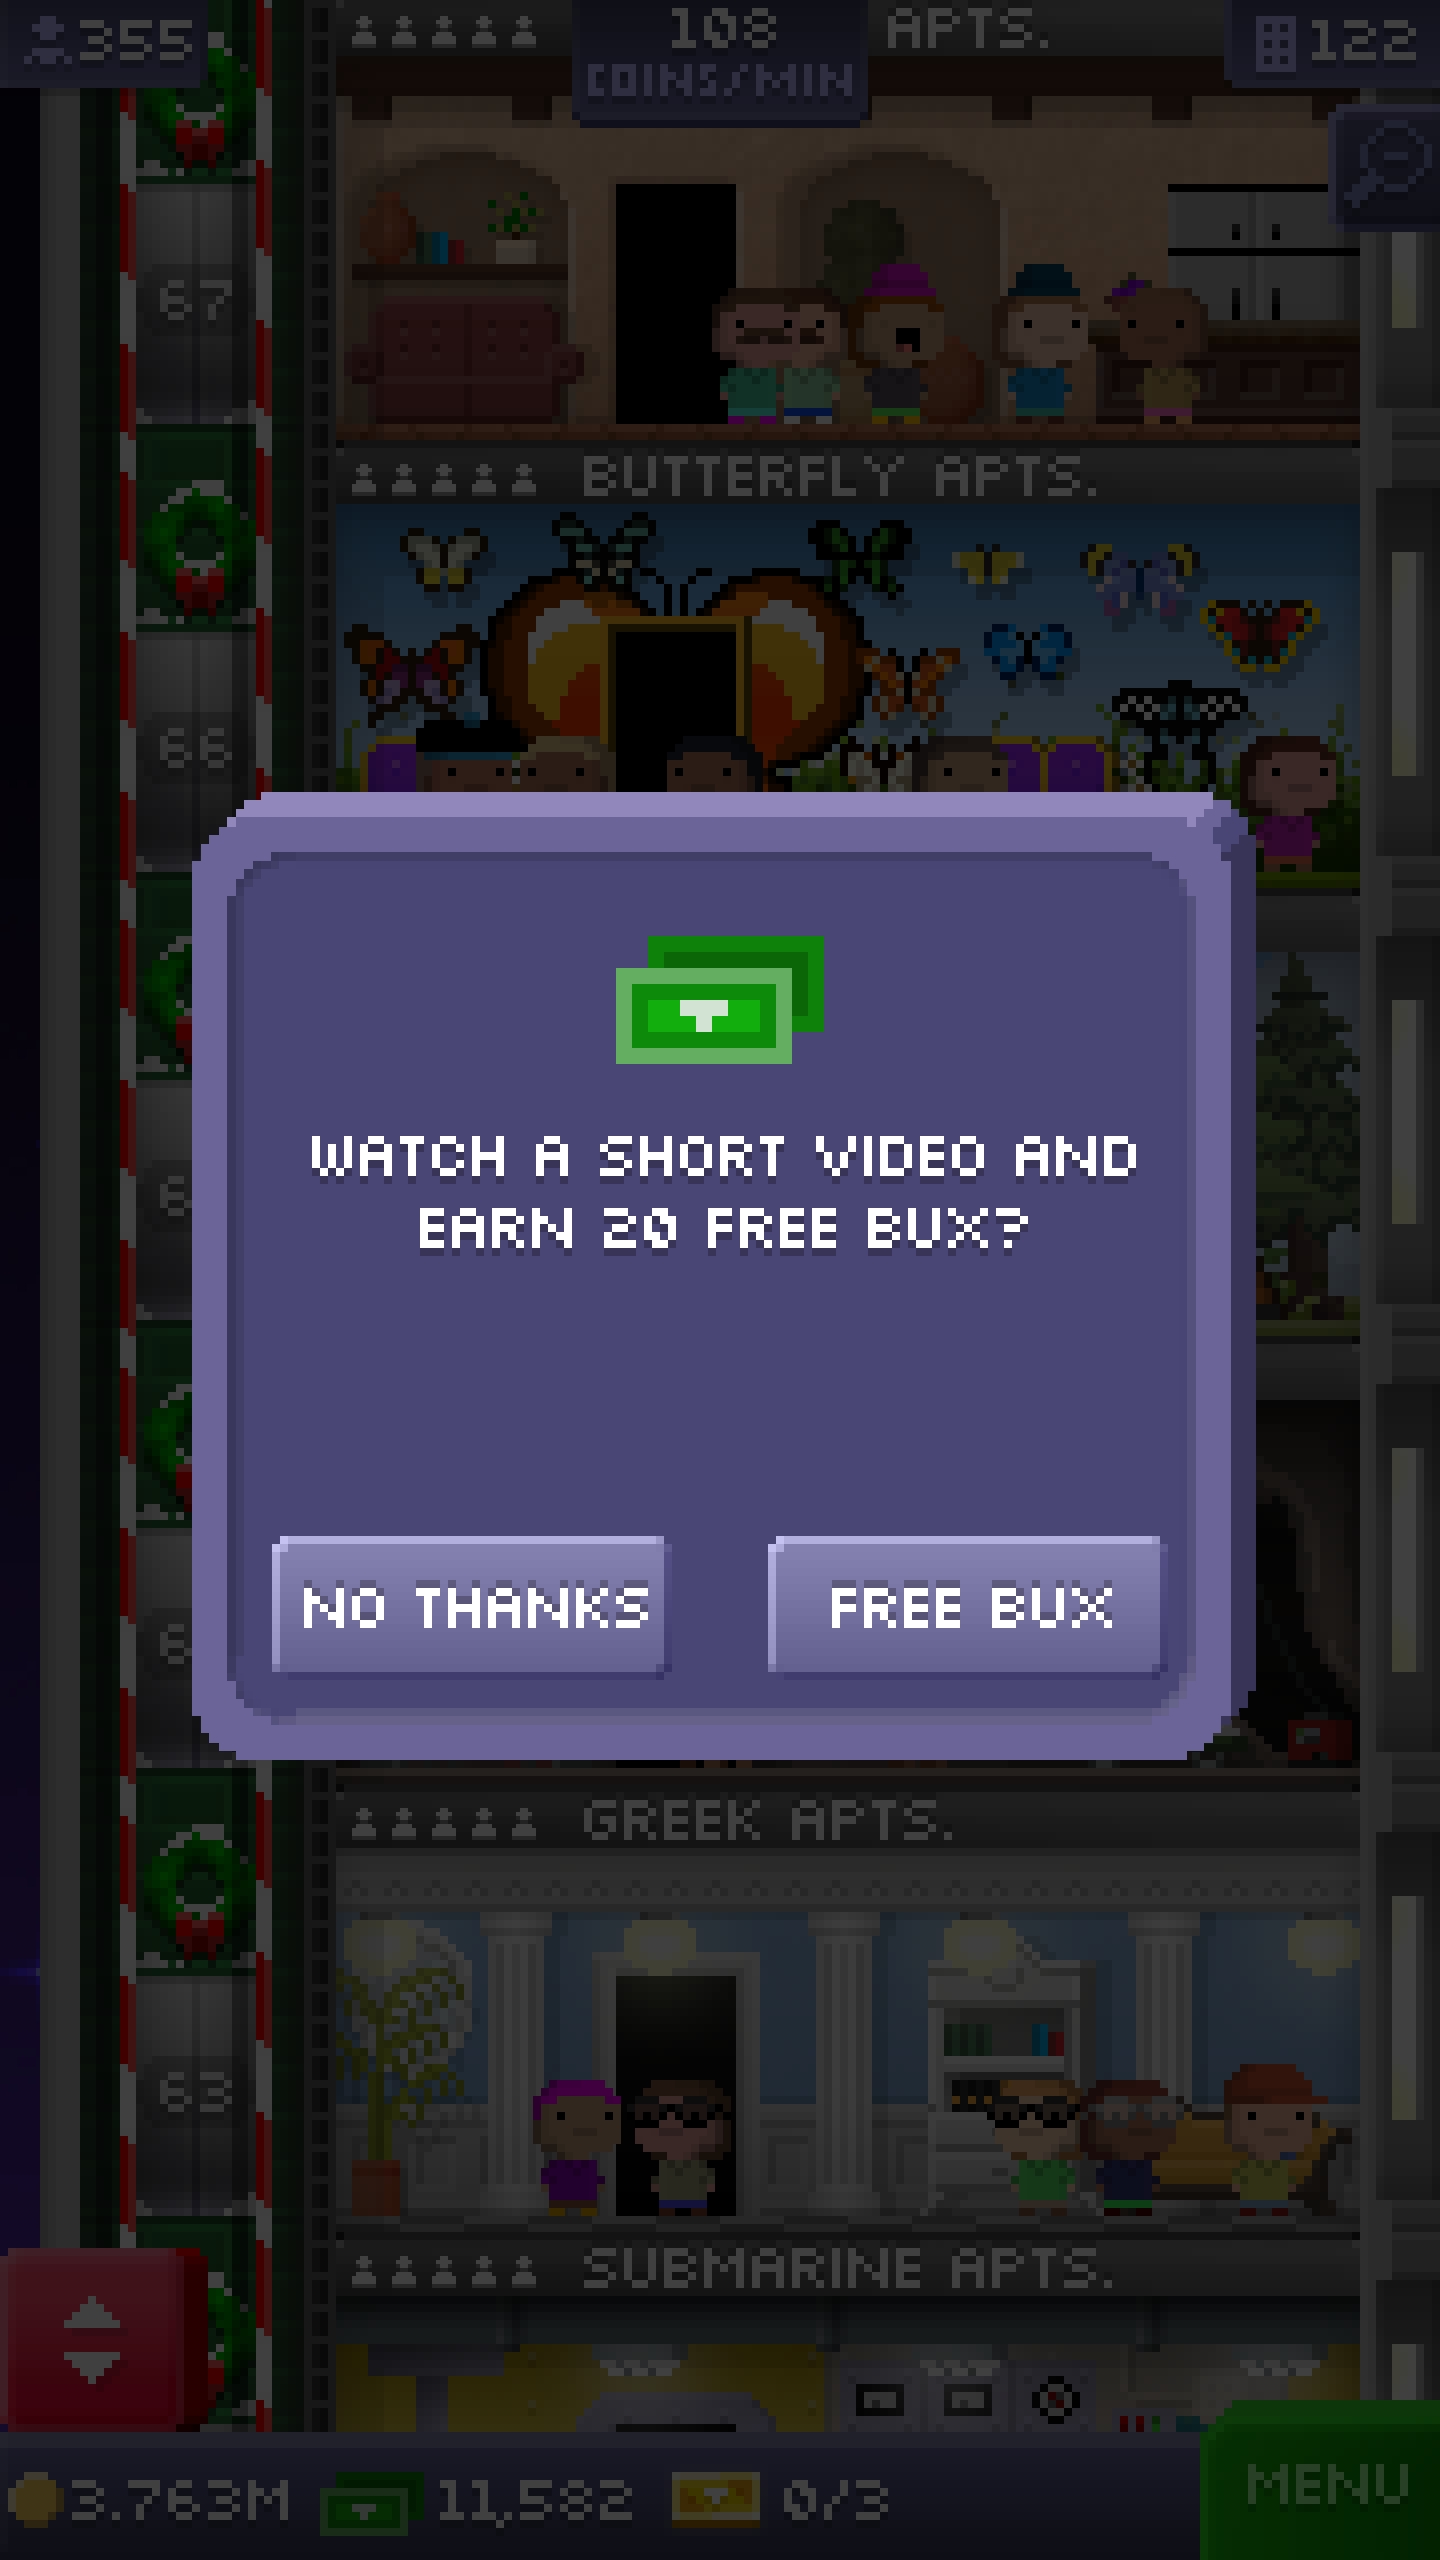 355
108
COINS/MIN
APTS.
122
67
BUTTERFLY APTS.
66
WATCH A SHORT VIDEO AND
EARN 20 FREE BUX?
NO THANKS
FREE BUX
GREEK APTS.
63
SUBMARINE APTS.
3.763M
11,582
0/3
MENU